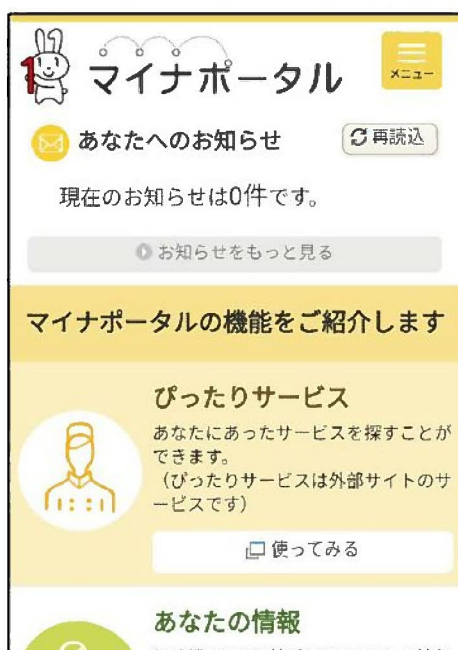 マイナポータル
メニュー
あなたへのお知らせ
再読込
現在のお知らせは0件です。
お知らせをもっと見る
マイナポータルの機能をご紹介します
ぴったりサービス
あなたにあったサービスを探すことが
できます。
（ぴったりサービスは外部サイトのサ
ービスです）
使ってみる
あなたの情報